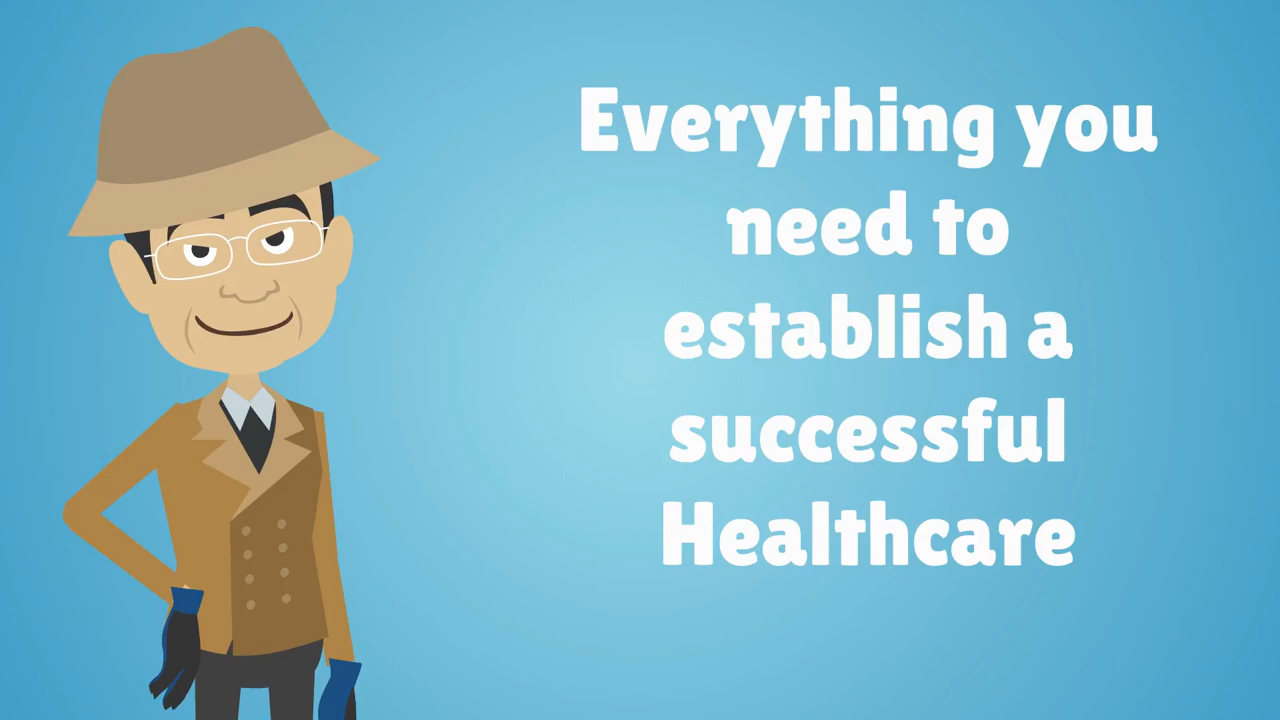 Everything you
need to
establish a
successful
Healthcare